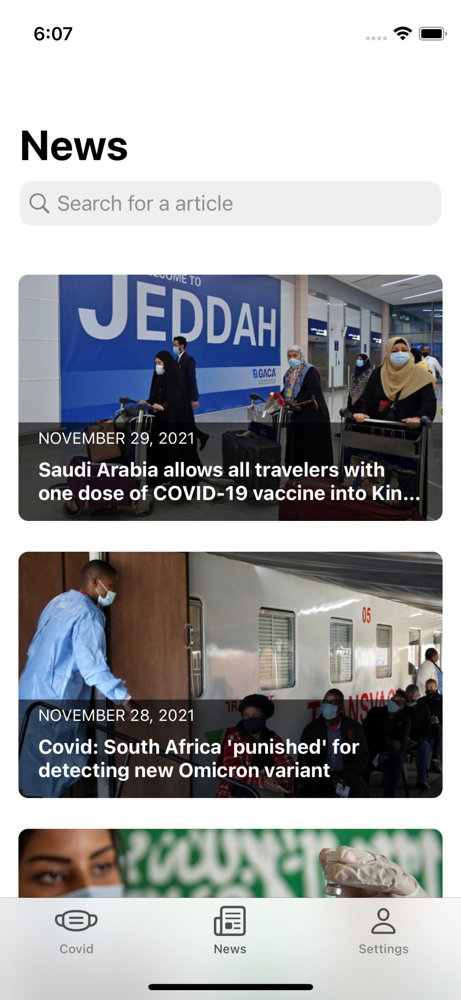 6:07
News
Search for a article
COME TO
JEDDAH
GACA
NOVEMBER 29, 2021
Saudi Arabia allows all travelers with
one dose of COVID-19 vaccine into Kin...
05
NOVEMBER 28, 2021
Covid: South Africa 'punished' for
detecting new Omicron variant
Covid
News
Settings